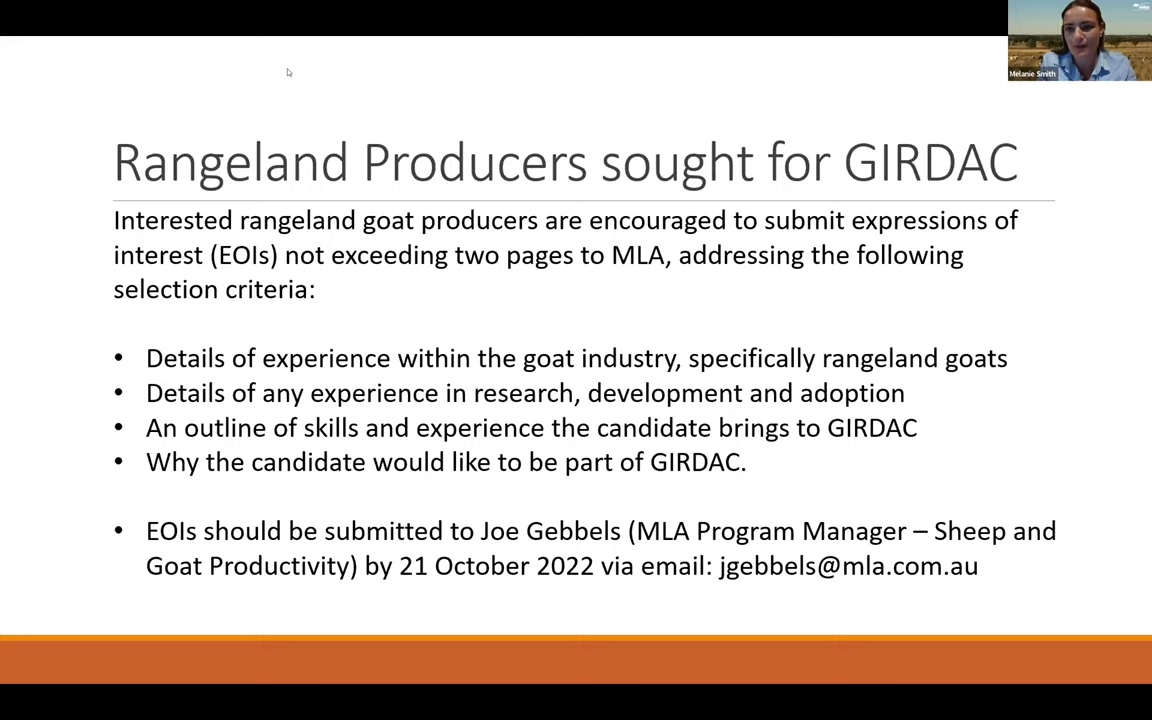 Melanie Smith
Rangeland Producers sought for GIRDAC
Interested rangeland goat producers are encouraged to submit expressions of
interest (EOIs) not exceeding two pages to MLA, addressing the following
selection criteria:
• Details of experience within the goat industry, specifically rangeland goats
• Details of any experience in research, development and adoption
• An outline of skills and experience the candidate brings to GIRDAC
• Why the candidate would like to be part of GIRDAC.
• EOIs should be submitted to Joe Gebbels (MLA Program Manager – Sheep and
Goat Productivity) by 21 October 2022 via email: jgebbels@mla.com.au